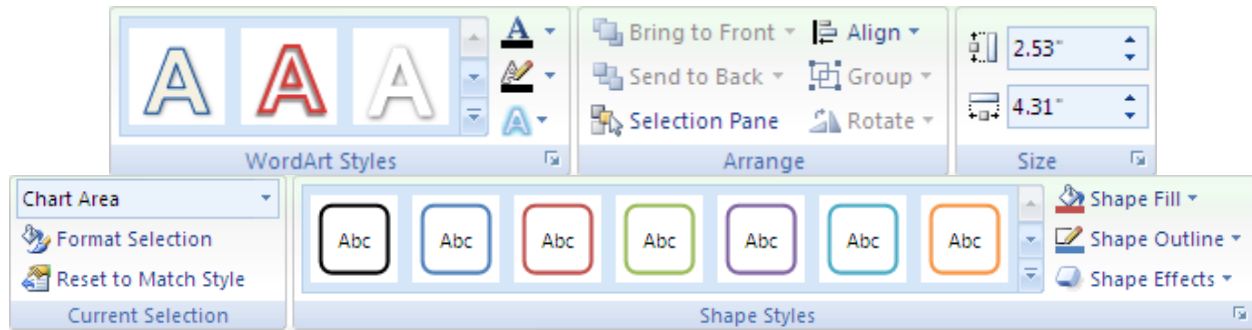 A A A A
Bring to Front Align
Send to Back Group
Selection Pane Rotate
2.53"
4.31"
WordArt Styles Arrange Size
Chart Area
Format Selection
Reset to Match Style
Abc Abc Abc Abc Abc Abc Abc
Shape Fill
Shape Outline
Shape Effects
Current Selection Shape Styles